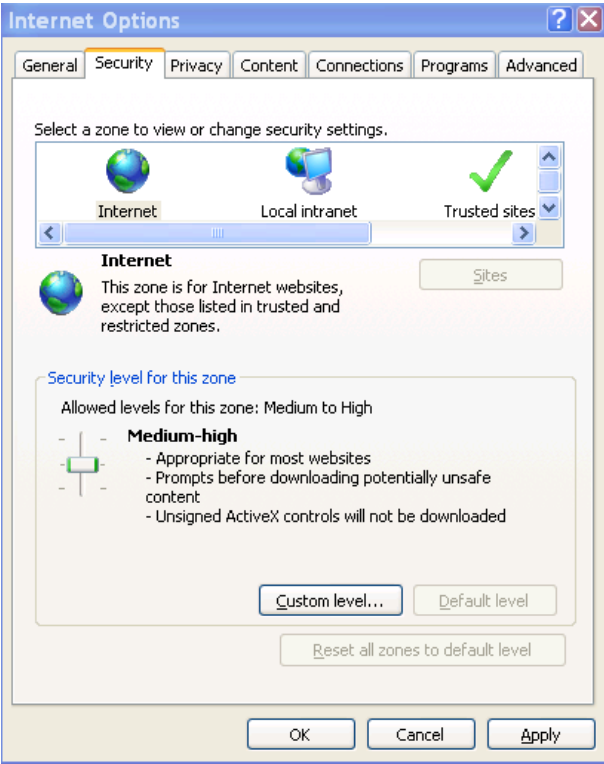 Internet Options
General Security Privacy Content Connections Programs Advanced
Select a zone to view or change security settings.
Internet Local intranet Trusted sites
Internet
Sites
This zone is for Internet websites,
except those listed in trusted and
restricted zones.
Security level for this zone
Allowed levels for this zone: Medium to High
Medium-high
- Appropriate for most websites
- Prompts before downloading potentially unsafe
content
- Unsigned ActiveX controls will not be downloaded
Custom level... Default level
Reset all zones to default level
OK Cancel Apply